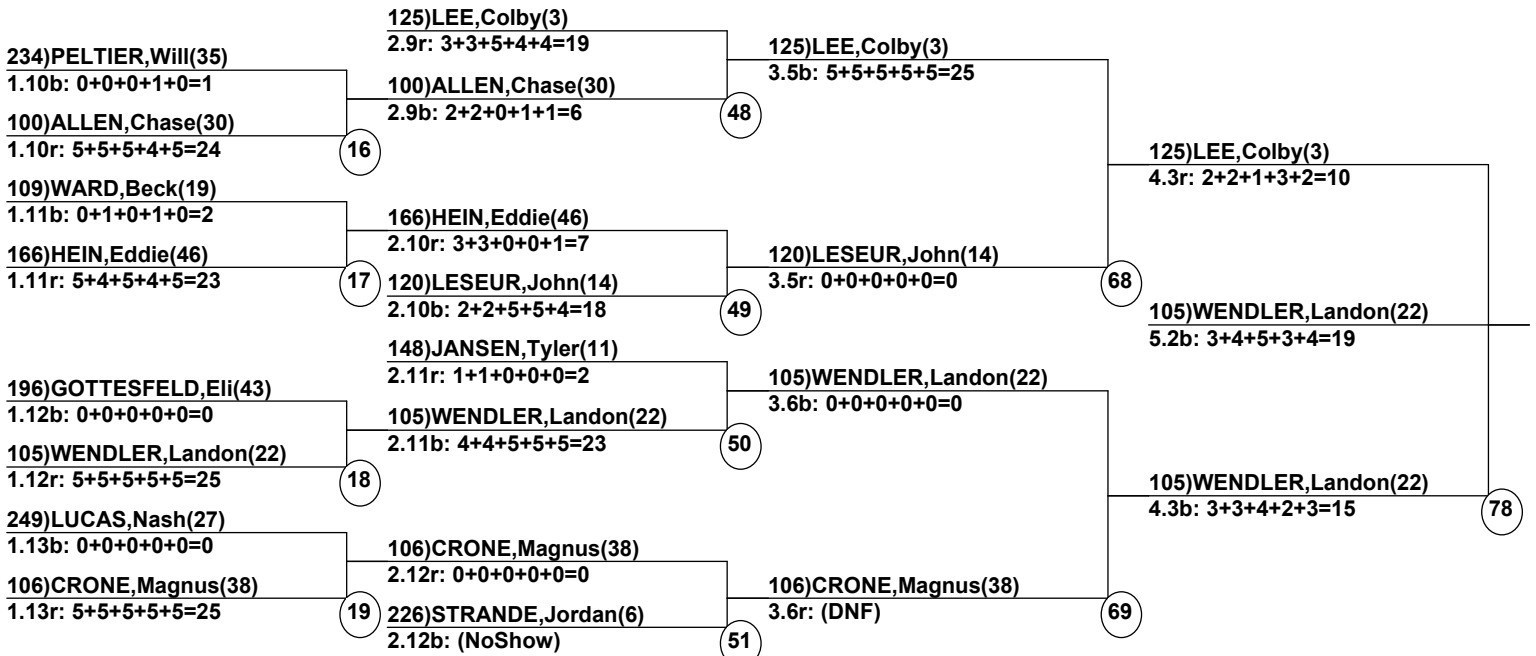 234)PELTIER,Will(35)
1.10b: 0+0+0+1+0=1
100)ALLEN,Chase(30)
1.10r: 5+5+5+4+5=24
16
109)WARD,Beck(19)
1.11b: 0+1+0+1+0=2
166)HEIN,Eddie(46)
1.11r: 5+4+5+4+5=23
17
196)GOTTESFELD,Eli(43)
1.12b: 0+0+0+0+0=0
105)WENDLER,Landon(22)
1.12r: 5+5+5+5+5=25
18
249)LUCAS,Nash(27)
1.13b: 0+0+0+0+0=0
106)CRONE,Magnus(38)
1.13r: 5+5+5+5+5=25
19
125)LEE,Colby(3)
2.9r: 3+3+5+4+4=19
100)ALLEN,Chase(30)
2.9b: 2+2+0+1+1=6
48
166)HEIN,Eddie(46)
2.10r: 3+3+0+0+1=7
120)LESEUR,John(14)
2.10b: 2+2+5+5+4=18
49
148)JANSEN,Tyler(11)
2.11r: 1+1+0+0+0=2
105)WENDLER,Landon(22)
2.11b: 4+4+5+5+5=23
50
106)CRONE,Magnus(38)
2.12r: 0+0+0+0+0=0
226)STRANDE,Jordan(6)
2.12b: (NoShow)
51
125)LEE,Colby(3)
3.5b: 5+5+5+5+5=25
120)LESEUR,John(14)
3.5r: 0+0+0+0+0=0
68
105)WENDLER,Landon(22)
3.6b: 0+0+0+0+0=0
106)CRONE,Magnus(38)
3.6r: (DNF)
69
125)LEE,Colby(3)
4.3r: 2+2+1+3+2=10
105)WENDLER,Landon(22)
4.3b: 3+3+4+2+3=15
78
105)WENDLER,Landon(22)
5.2b: 3+4+5+3+4=19